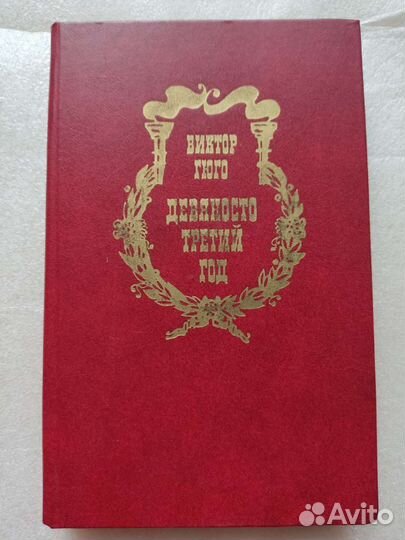 ВИКТОР
ГЮГО
ДЕВЯНОСТО
ТРЕТИЙ
ГОД
Avito